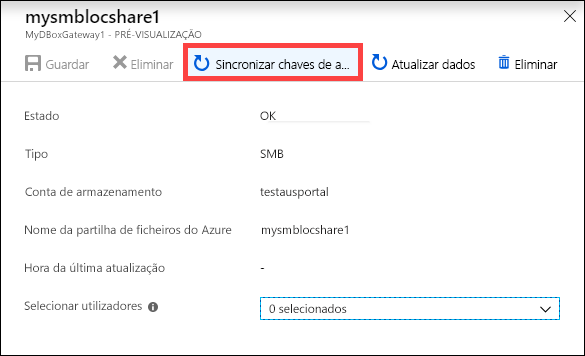 mysmblocshare1
MyDBoxGateway1 - PRÉ-VISUALIZAÇÃO
Guardar Eliminar Sincronizar chaves de a... Atualizar dados Eliminar
Estado OK
Tipo SMB
Conta de armazenamento testausportal
Nome da partilha de ficheiros do Azure mysmblocshare1
Hora da última atualização -
Selecionar utilizadores 0 selecionados